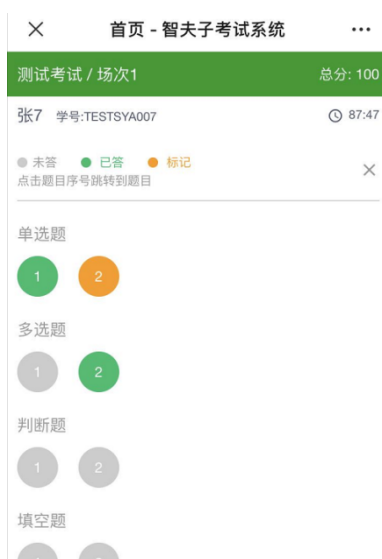 首页 - 智夫子考试系统
测试考试 / 场次1 总分: 100
张7 学号:TESTSYA007 87:47
未答 已答 标记
点击题目序号跳转到题目
单选题
1 2
多选题
1 2
判断题
1 2
填空题